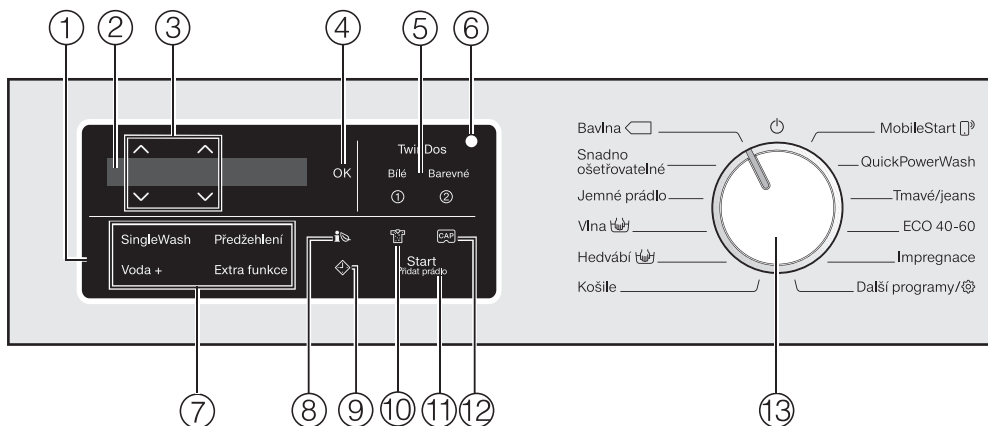 ① ② ③ ④ ⑤ ⑥
TwinDos
OK
Bílé Barevné
① ②
SingleWash Předžehlení
Voda + Extra funkce
CAP
Start
Přidat prádlo
⑦ ⑧ ⑨ ⑩ ⑪ ⑫ ⑬
Bavlna
Snadno
ošetřovatelné
Jemné prádlo
Vlna
Hedvábí
Košile
MobileStart
QuickPowerWash
Tmavé/jeans
ECO 40-60
Impregnace
Další programy/